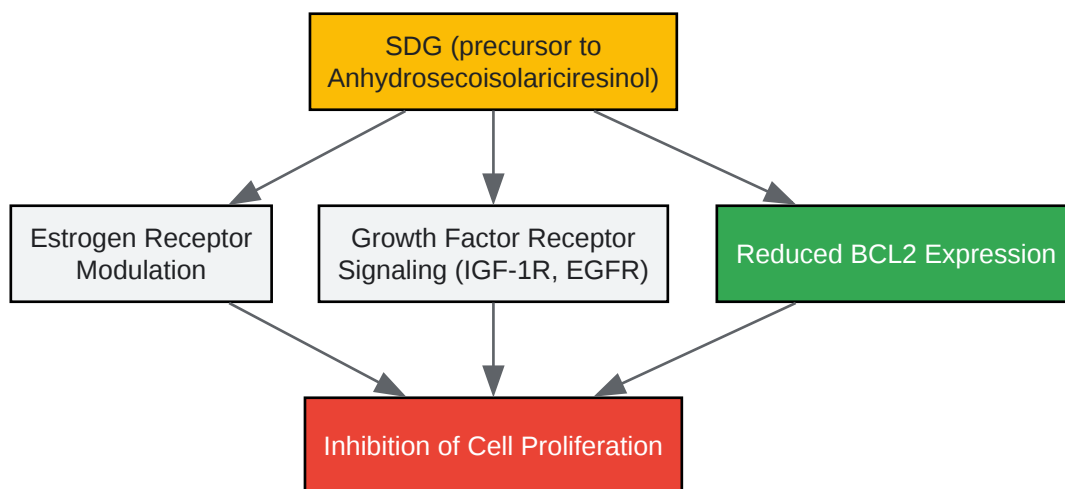 SDG (precursor to
Anhydrosecoisolariciresinol)
Estrogen Receptor
Modulation
Growth Factor Receptor
Signaling (IGF-1R, EGFR)
Reduced BCL2 Expression
Inhibition of Cell Proliferation